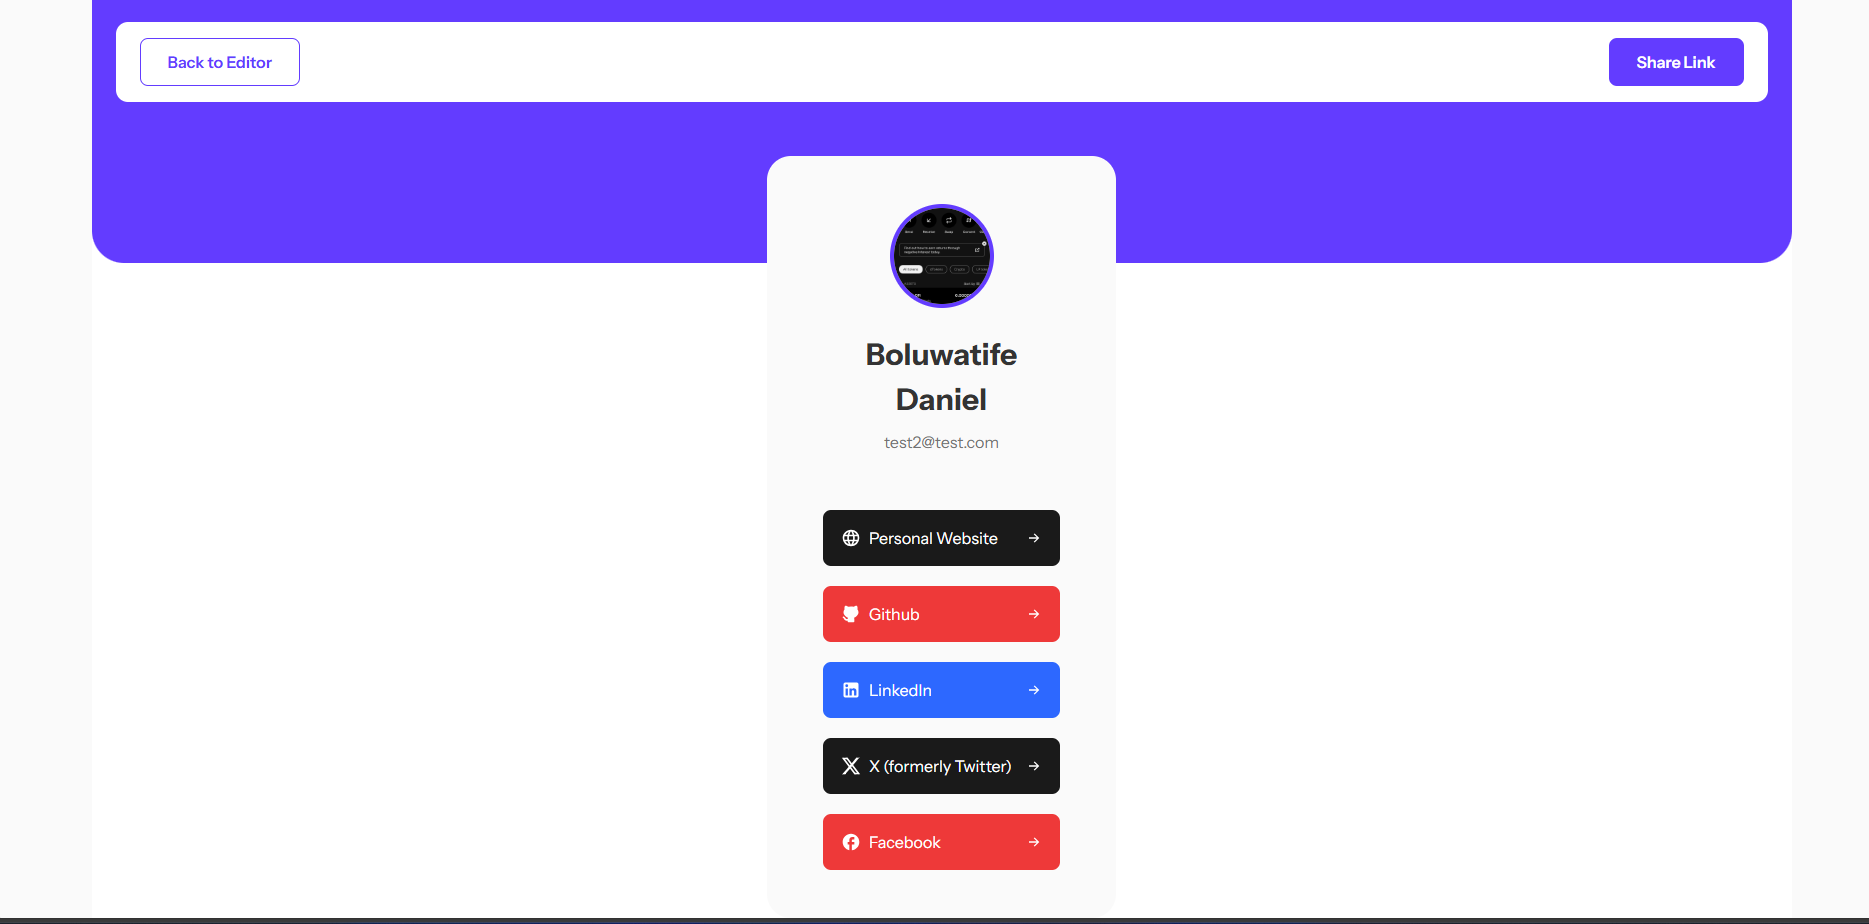 Back to Editor
Share Link
Boluwatife
Daniel
test2@test.com
Personal Website
Github
LinkedIn
X (formerly Twitter)
Facebook